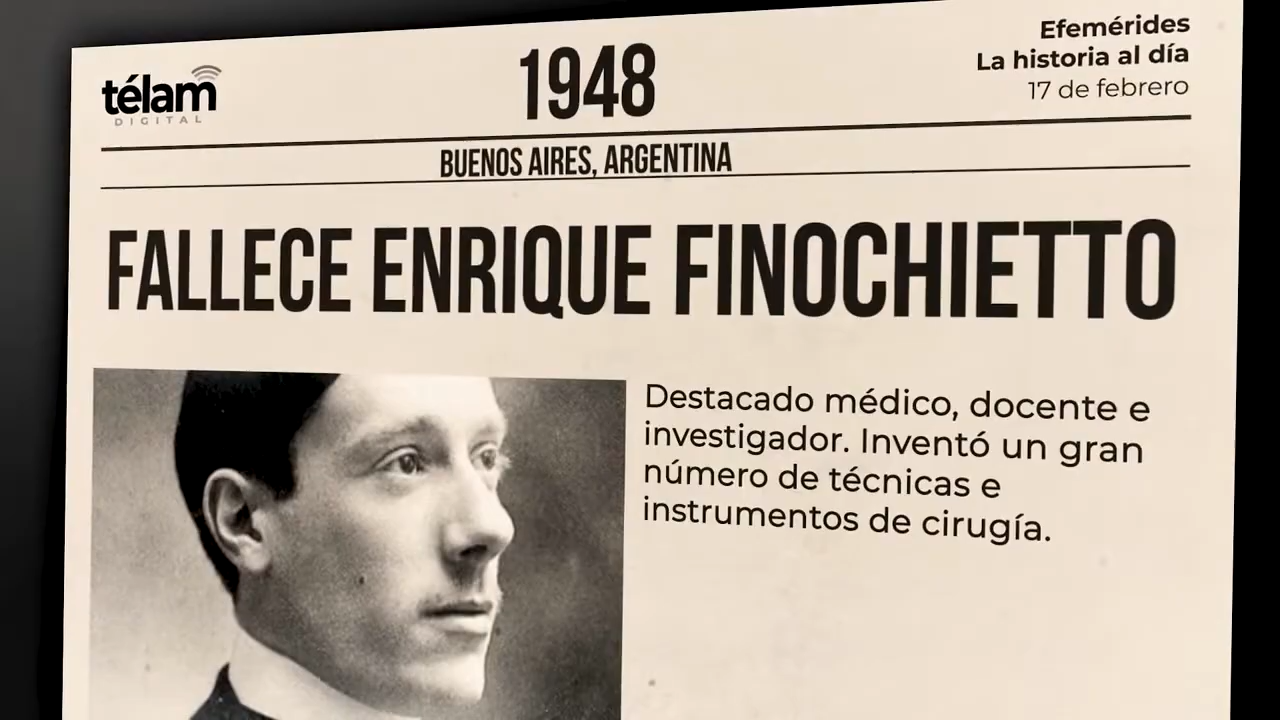 télam
DIGITAL
1948
Efemérides
La historia al día
17 de febrero
BUENOS AIRES, ARGENTINA
FALLECE ENRIQUE FINOCHIETTO
Destacado médico, docente e
investigador. Inventó un gran
número de técnicas e
instrumentos de cirugía.